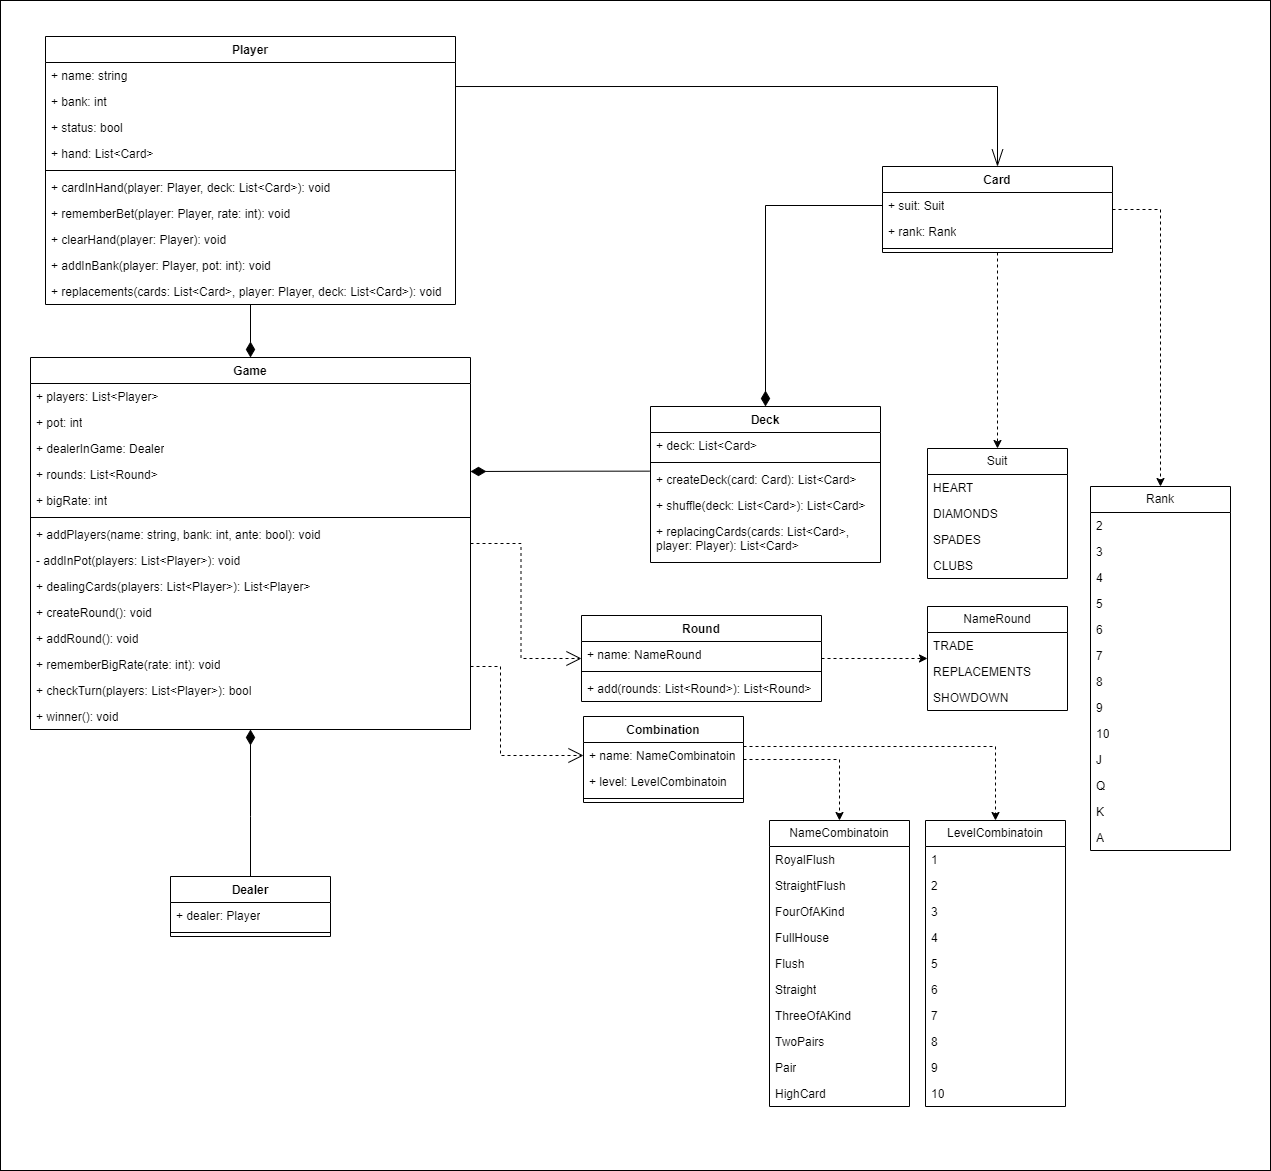 Player
+ name: string
+ bank: int
+ status: bool
+ hand: List<Card>
+ cardInHand(player: Player, deck: List<Card>): void
+ rememberBet(player: Player, rate: int): void
+ clearHand(player: Player): void
+ addInBank(player: Player, pot: int): void
+ replacements(cards: List<Card>, player: Player, deck: List<Card>): void
Card
+ suit: Suit
+ rank: Rank
Game
+ players: List<Player>
+ pot: int
+ dealerInGame: Dealer
+ rounds: List<Round>
+ bigRate: int
+ addPlayers(name: string, bank: int, ante: bool): void
- addInPot(players: List<Player>): void
+ dealingCards(players: List<Player>): List<Player>
+ createRound(): void
+ addRound(): void
+ rememberBigRate(rate: int): void
+ checkTurn(players: List<Player>): bool
+ winner(): void
Deck
+ deck: List<Card>
+ createDeck(card: Card): List<Card>
+ shuffle(deck: List<Card>): List<Card>
+ replacingCards(cards: List<Card>,
player: Player): List<Card>
Suit
HEART
DIAMONDS
SPADES
CLUBS
Rank
2
3
4
5
6
7
8
9
10
J
Q
K
A
Round
+ name: NameRound
+ add(rounds: List<Round>): List<Round>
NameRound
TRADE
REPLACEMENTS
SHOWDOWN
Combination
+ name: NameCombinatoin
+ level: LevelCombinatoin
NameCombinatoin
RoyalFlush
StraightFlush
FourOfAKind
FullHouse
Flush
Straight
ThreeOfAKind
TwoPairs
Pair
HighCard
LevelCombinatoin
1
2
3
4
5
6
7
8
9
10
Dealer
+ dealer: Player